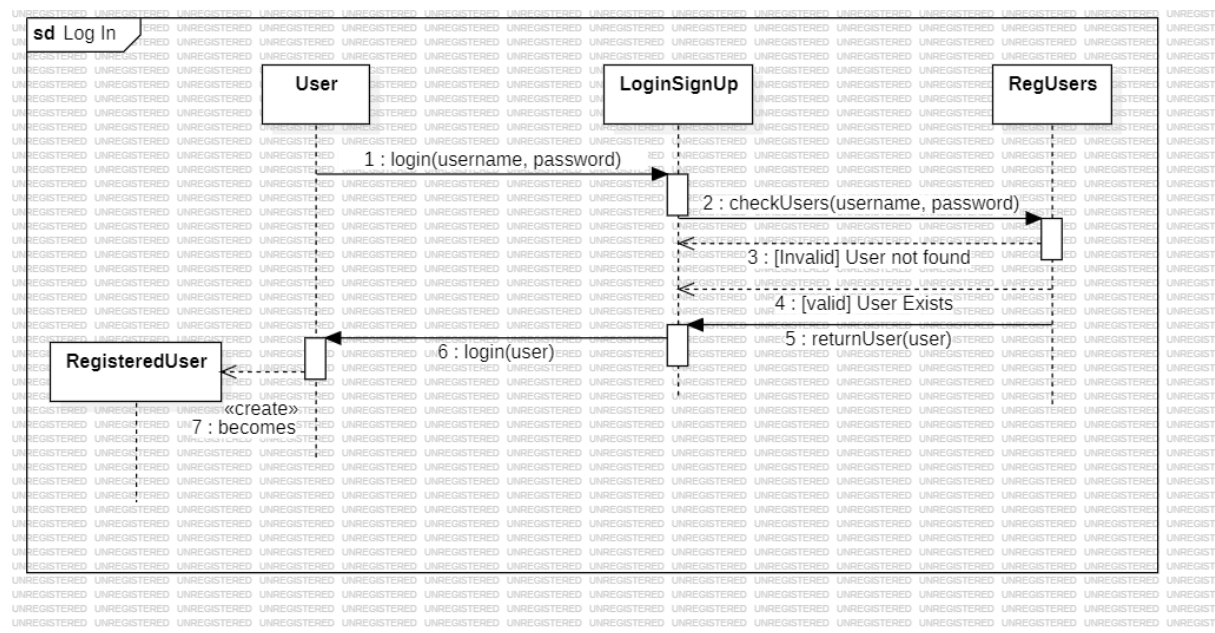 sd Log In
User
LoginSignUp
RegUsers
1 : login(username, password)
2 : checkUsers(username, password)
3 : [Invalid] User not found
4 : [valid] User Exists
5 : returnUser(user)
6 : login(user)
RegisteredUser
«create»
7 : becomes
UNREGISTERED